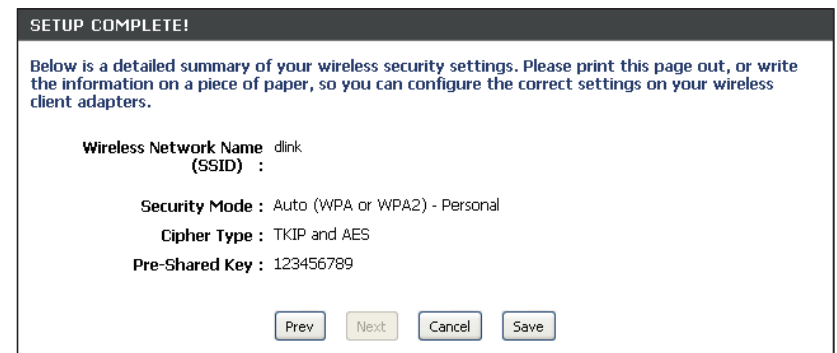 SETUP COMPLETE!
Below is a detailed summary of your wireless security settings. Please print this page out, or write
the information on a piece of paper, so you can configure the correct settings on your wireless
client adapters.
Wireless Network Name dlink
(SSID) :
Security Mode : Auto (WPA or WPA2) - Personal
Cipher Type : TKIP and AES
Pre-Shared Key : 123456789
Prev Next Cancel Save